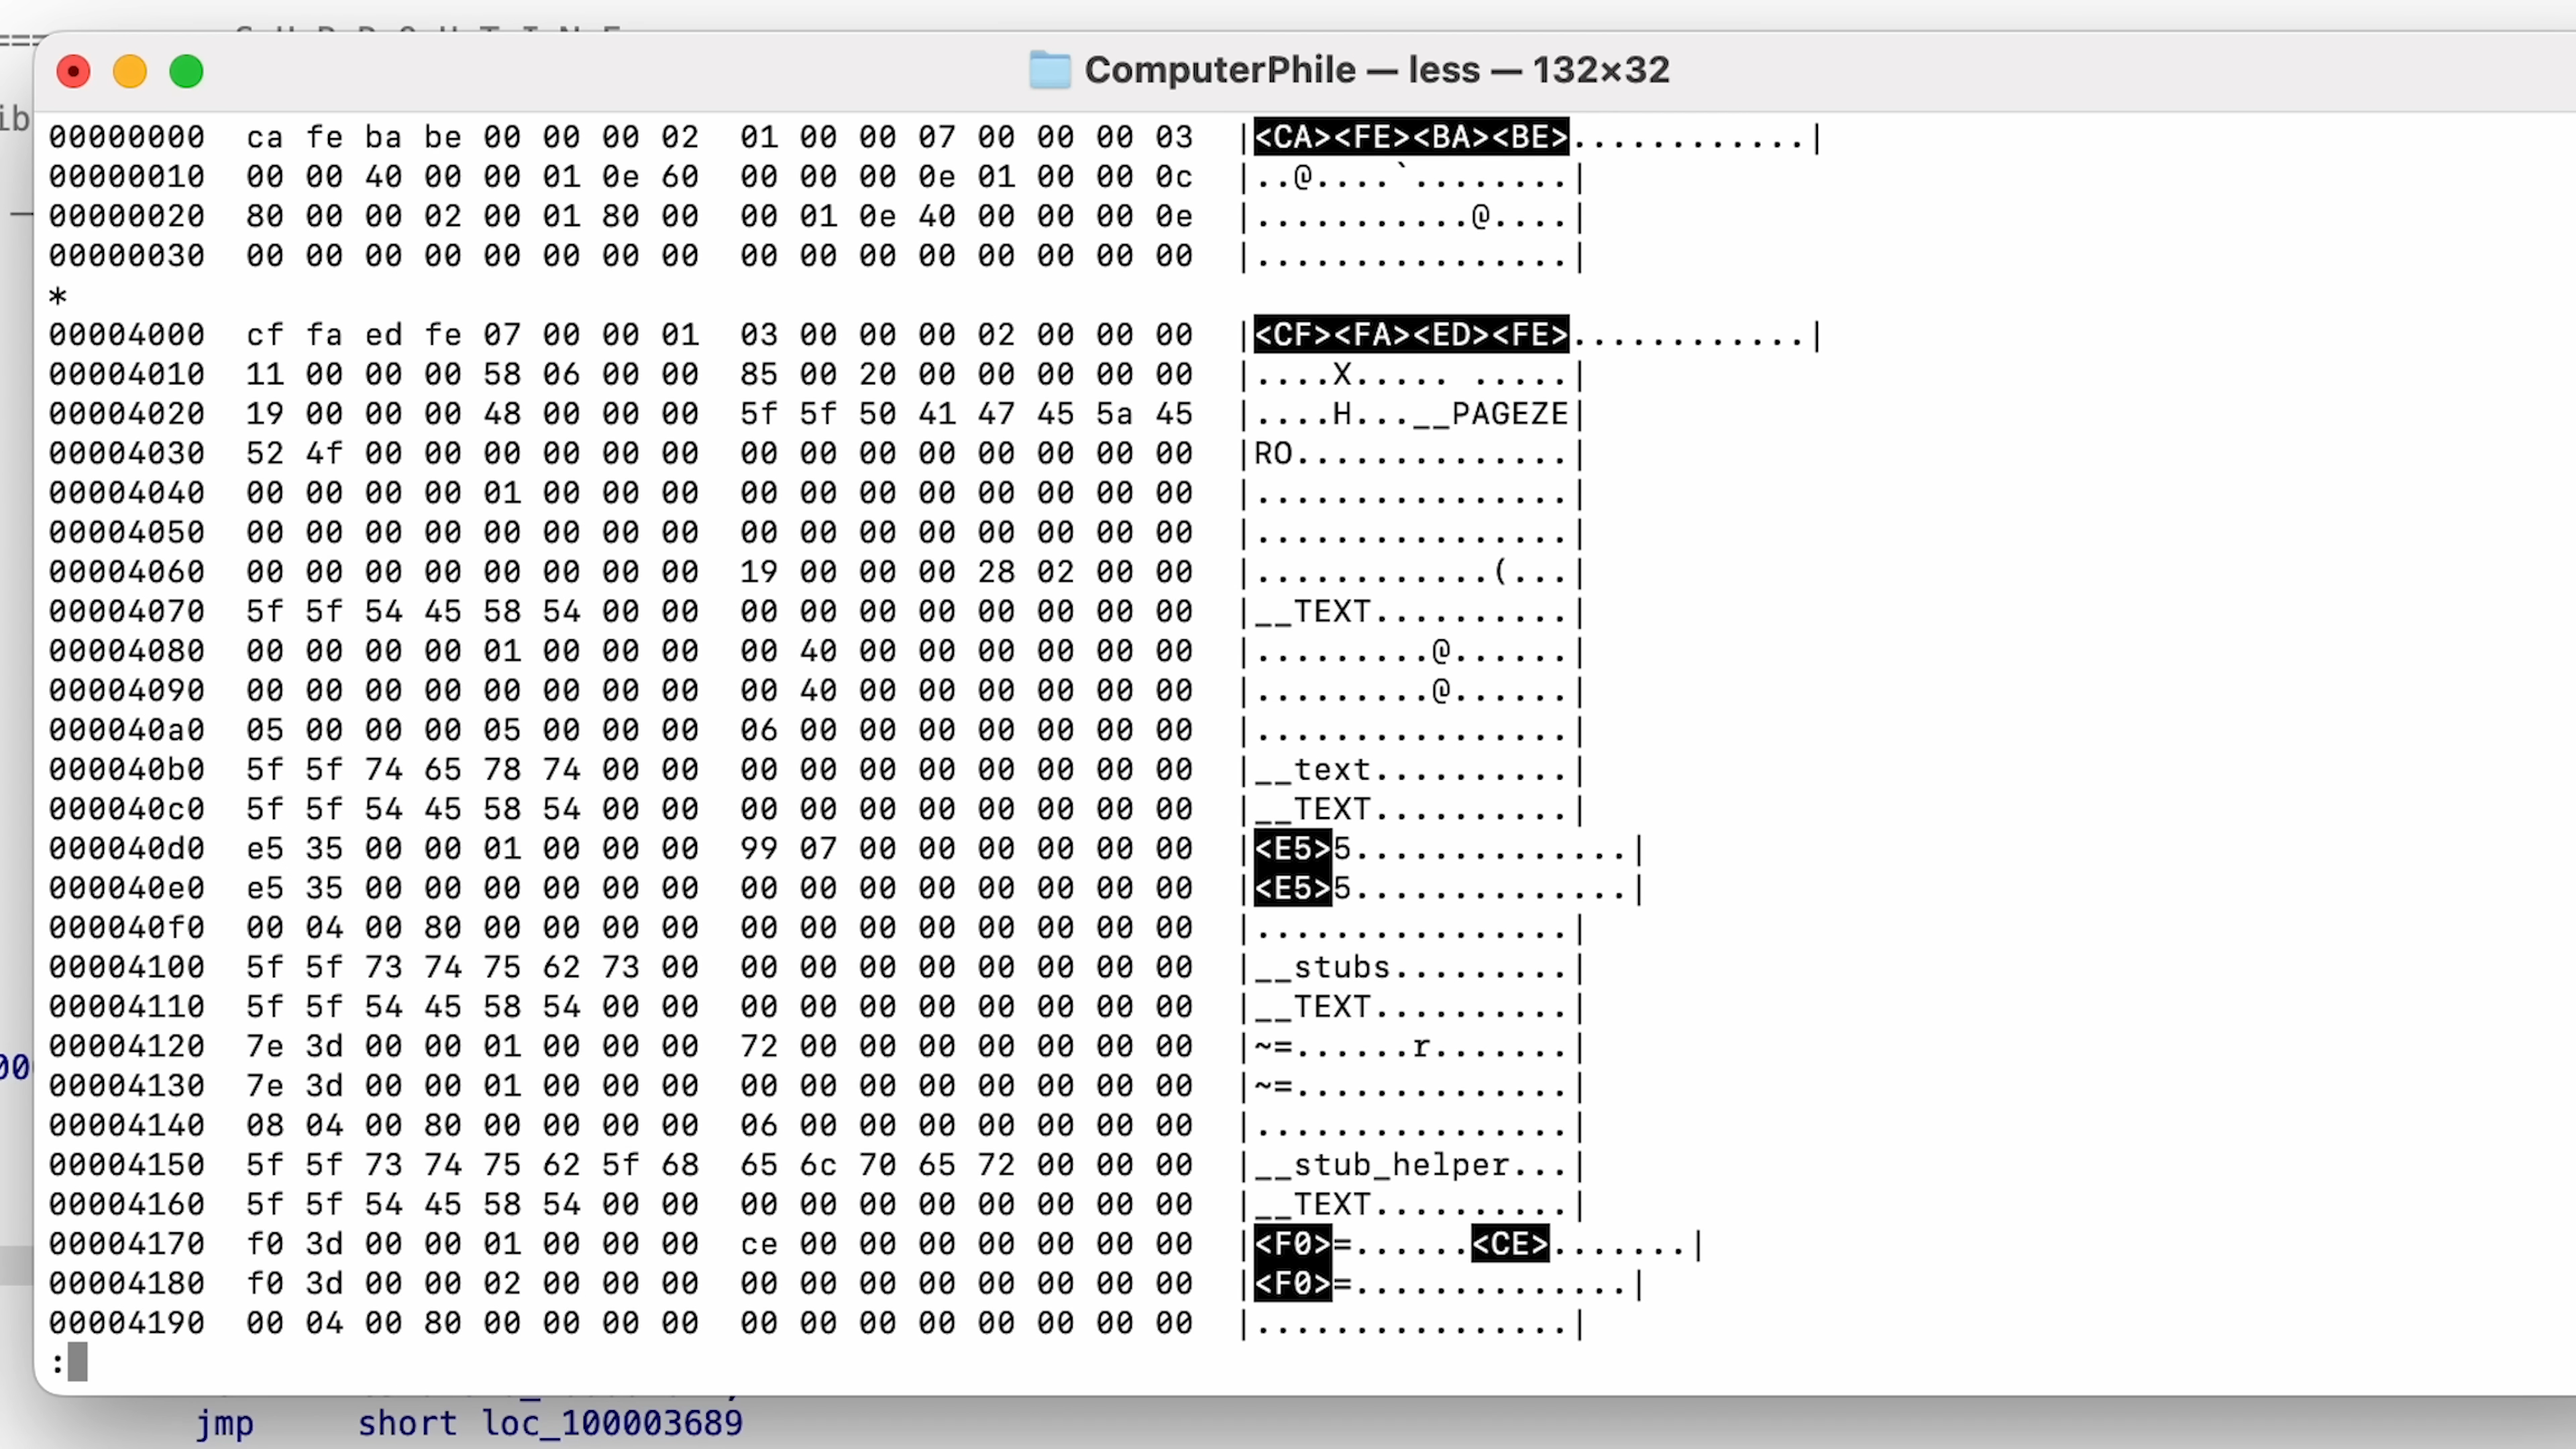 ComputerPhile — less — 132×32
ib
00000000  ca fe ba be 00 00 00 02  01 00 00 07 00 00 00 03  |<CA><FE><BA><BE>............|
00000010  00 00 40 00 00 01 0e 60  00 00 00 0e 01 00 00 0c  |..@....`........|
00000020  80 00 00 02 00 01 80 00  00 01 0e 40 00 00 00 0e  |...........@....|
00000030  00 00 00 00 00 00 00 00  00 00 00 00 00 00 00 00  |................|
*
00004000  cf fa ed fe 07 00 00 01  03 00 00 00 02 00 00 00  |<CF><FA><ED><FE>............|
00004010  11 00 00 00 58 06 00 00  85 00 20 00 00 00 00 00  |....X..... .....|
00004020  19 00 00 00 48 00 00 00  5f 5f 50 41 47 45 5a 45  |....H...__PAGEZE|
00004030  52 4f 00 00 00 00 00 00  00 00 00 00 00 00 00 00  |RO..............|
00004040  00 00 00 00 01 00 00 00  00 00 00 00 00 00 00 00  |................|
00004050  00 00 00 00 00 00 00 00  00 00 00 00 00 00 00 00  |................|
00004060  00 00 00 00 00 00 00 00  19 00 00 00 28 02 00 00  |............(...|
00004070  5f 5f 54 45 58 54 00 00  00 00 00 00 00 00 00 00  |__TEXT..........|
00004080  00 00 00 00 01 00 00 00  00 40 00 00 00 00 00 00  |.........@......|
00004090  00 00 00 00 00 00 00 00  00 40 00 00 00 00 00 00  |.........@......|
000040a0  05 00 00 00 05 00 00 00  06 00 00 00 00 00 00 00  |................|
000040b0  5f 5f 74 65 78 74 00 00  00 00 00 00 00 00 00 00  |__text..........|
000040c0  5f 5f 54 45 58 54 00 00  00 00 00 00 00 00 00 00  |__TEXT..........|
000040d0  e5 35 00 00 01 00 00 00  99 07 00 00 00 00 00 00  |<E5>5..............|
000040e0  e5 35 00 00 00 00 00 00  00 00 00 00 00 00 00 00  |<E5>5..............|
000040f0  00 04 00 80 00 00 00 00  00 00 00 00 00 00 00 00  |................|
00004100  5f 5f 73 74 75 62 73 00  00 00 00 00 00 00 00 00  |__stubs.........|
00004110  5f 5f 54 45 58 54 00 00  00 00 00 00 00 00 00 00  |__TEXT..........|
00004120  7e 3d 00 00 01 00 00 00  72 00 00 00 00 00 00 00  |~=......r.......|
00004130  7e 3d 00 00 01 00 00 00  00 00 00 00 00 00 00 00  |~=..............|
00004140  08 04 00 80 00 00 00 00  06 00 00 00 00 00 00 00  |................|
00004150  5f 5f 73 74 75 62 5f 68  65 6c 70 65 72 00 00 00  |__stub_helper...|
00004160  5f 5f 54 45 58 54 00 00  00 00 00 00 00 00 00 00  |__TEXT..........|
00004170  f0 3d 00 00 01 00 00 00  ce 00 00 00 00 00 00 00  |<F0>=......<CE>.......|
00004180  f0 3d 00 00 02 00 00 00  00 00 00 00 00 00 00 00  |<F0>=..............|
00004190  00 04 00 80 00 00 00 00  00 00 00 00 00 00 00 00  |................|
:
jmp     short loc_100003689